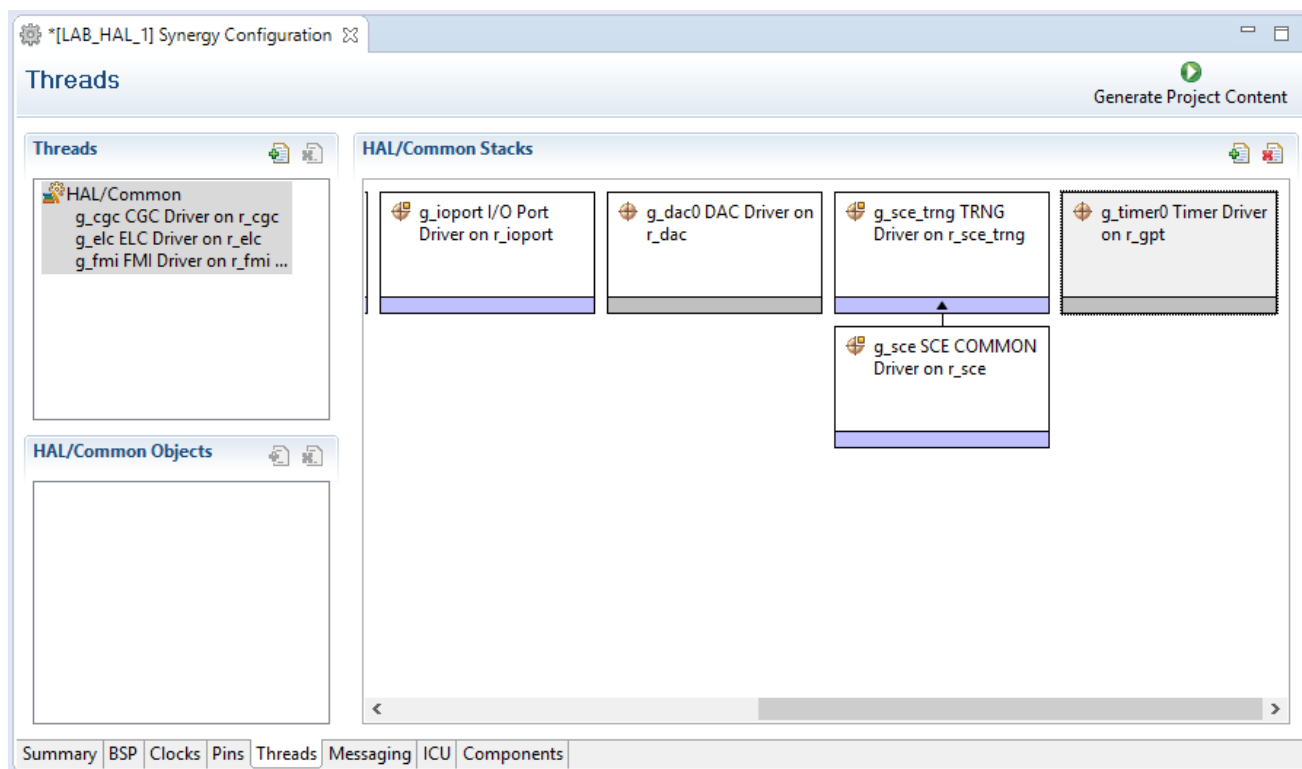 *[LAB_HAL_1] Synergy Configuration
Threads
Generate Project Content
Threads
HAL/Common
g_cgc CGC Driver on r_cgc
g_elc ELC Driver on r_elc
g_fmi FMI Driver on r_fmi ...
HAL/Common Objects
HAL/Common Stacks
g_ioport I/O Port
Driver on r_ioport
g_dac0 DAC Driver on
r_dac
g_sce_trng TRNG
Driver on r_sce_trng
g_timer0 Timer Driver
on r_gpt
g_sce SCE COMMON
Driver on r_sce
Summary BSP Clocks Pins Threads Messaging ICU Components